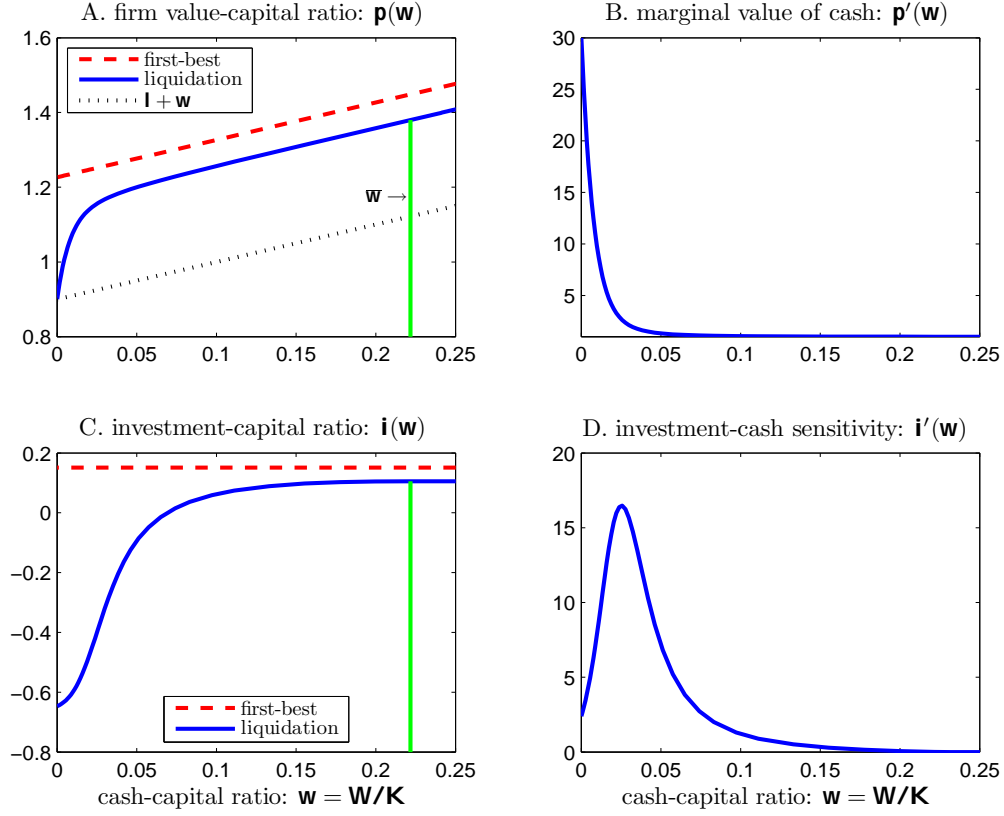 A. firm value-capital ratio: p(w)
1.6
1.4
1.2
1
0.8
first-best
liquidation
l + w
w̅ →
0 0.05 0.1 0.15 0.2 0.25
B. marginal value of cash: p′(w)
30
25
20
15
10
5
0 0.05 0.1 0.15 0.2 0.25
C. investment-capital ratio: i(w)
0.2
0
−0.2
−0.4
−0.6
−0.8
first-best
liquidation
0 0.05 0.1 0.15 0.2 0.25
cash-capital ratio: w = W/K
D. investment-cash sensitivity: i′(w)
20
15
10
5
0
0 0.05 0.1 0.15 0.2 0.25
cash-capital ratio: w = W/K